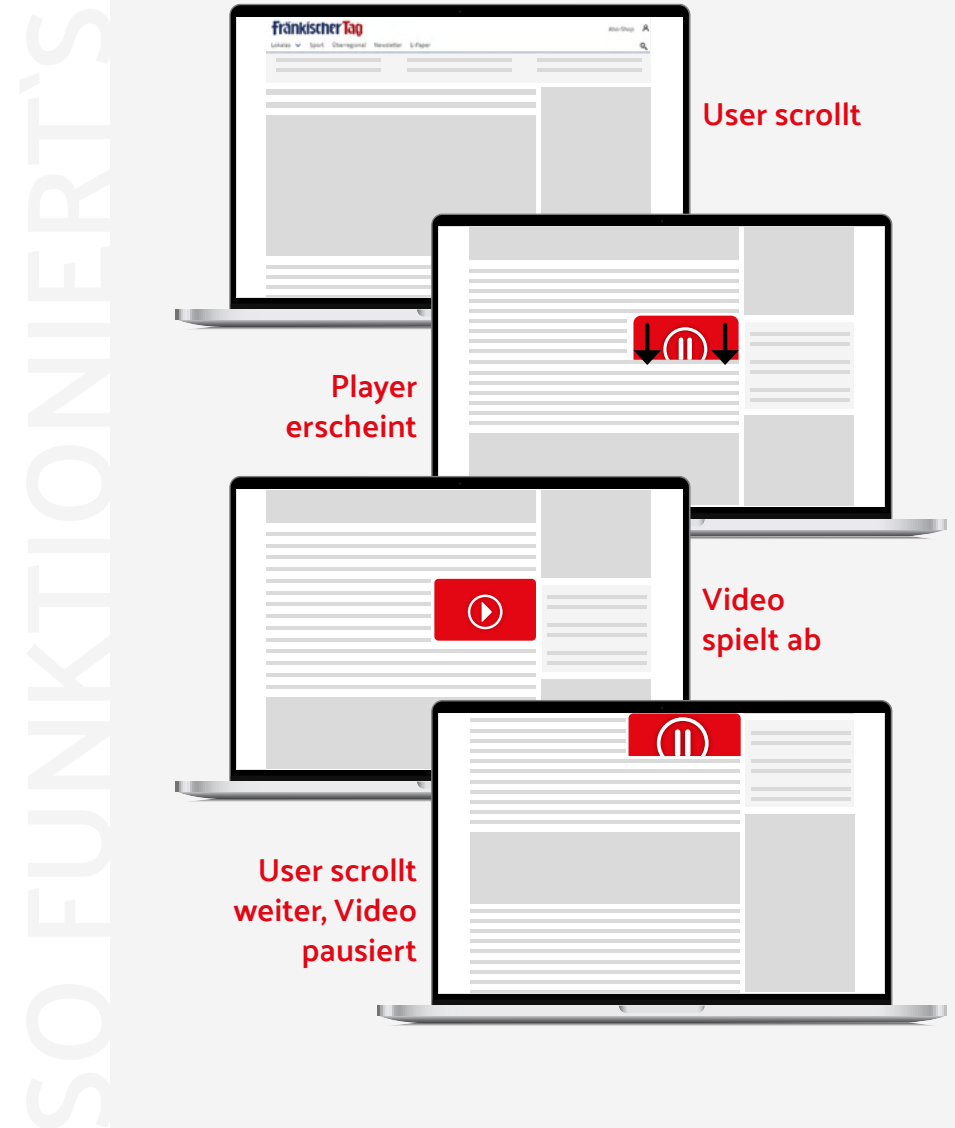 SO FUNKTIONIERT`S
Fränkischer Tag
Abo-Shop
Lokales Sport Überregional Newsletter E-Paper
User scrollt
Player
erscheint
Video
spielt ab
User scrollt
weiter, Video
pausiert